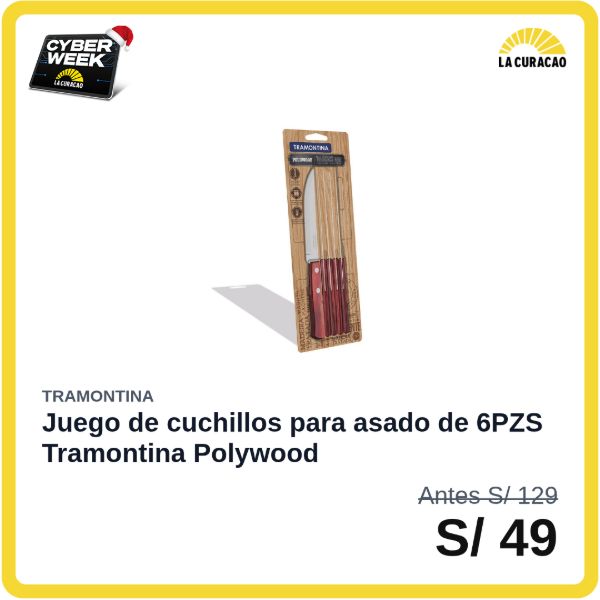 CYBER
WEEK
LA CURACAO
LA CURACAO
TRAMONTINA
POLYWOOD
TRAMONTINA
Juego de cuchillos para asado de 6PZS
Tramontina Polywood
Antes S/ 129
S/ 49